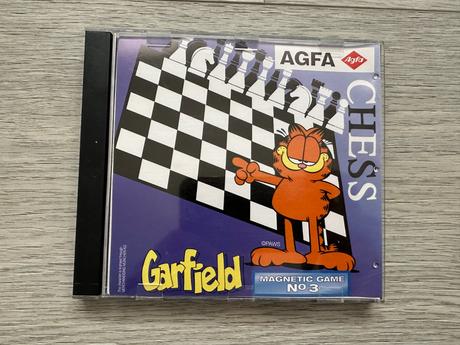 AGFA
Agfa
CHESS
©PAWS
Garfield
MAGNETIC GAME
No 3